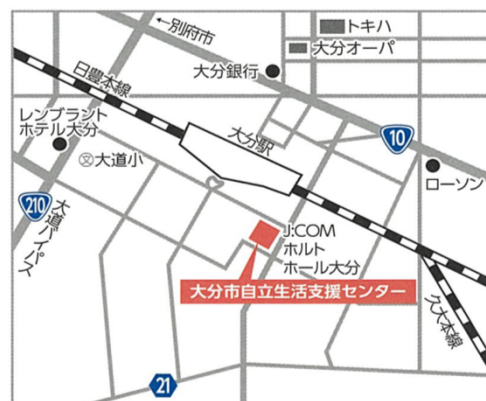 ←別府市
トキハ
大分オーパ
大分銀行
日豊本線
レンブラント
ホテル大分
大分駅
10
文大道小
ローソン
210
大道バイパス
J:COM
ホルト
ホール大分
大分市自立生活支援センター
久大本線
21